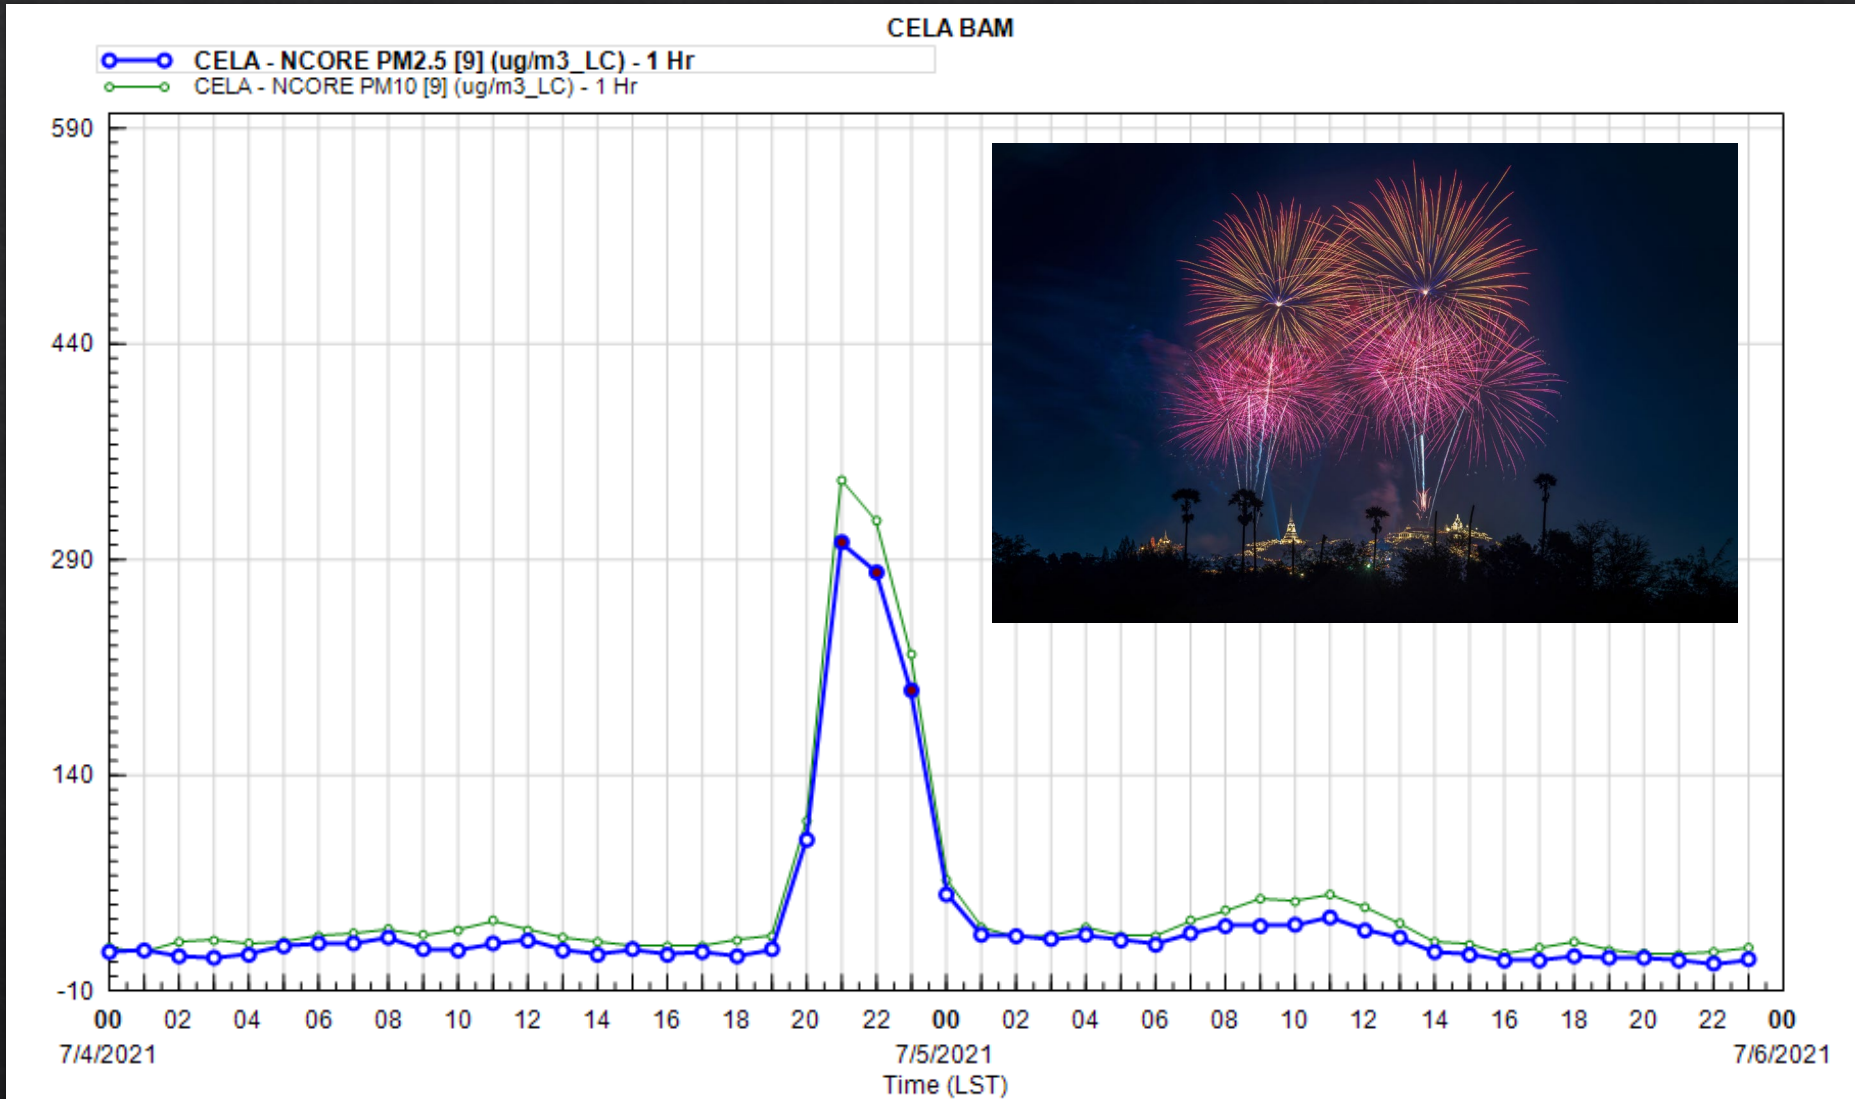 CELA BAM
CELA - NCORE PM2.5 [9] (ug/m3_LC) - 1 Hr
CELA - NCORE PM10 [9] (ug/m3_LC) - 1 Hr
590
440
290
140
-10
00 02 04 06 08 10 12 14 16 18 20 22 00 02 04 06 08 10 12 14 16 18 20 22 00
7/4/2021 7/5/2021 7/6/2021
Time (LST)